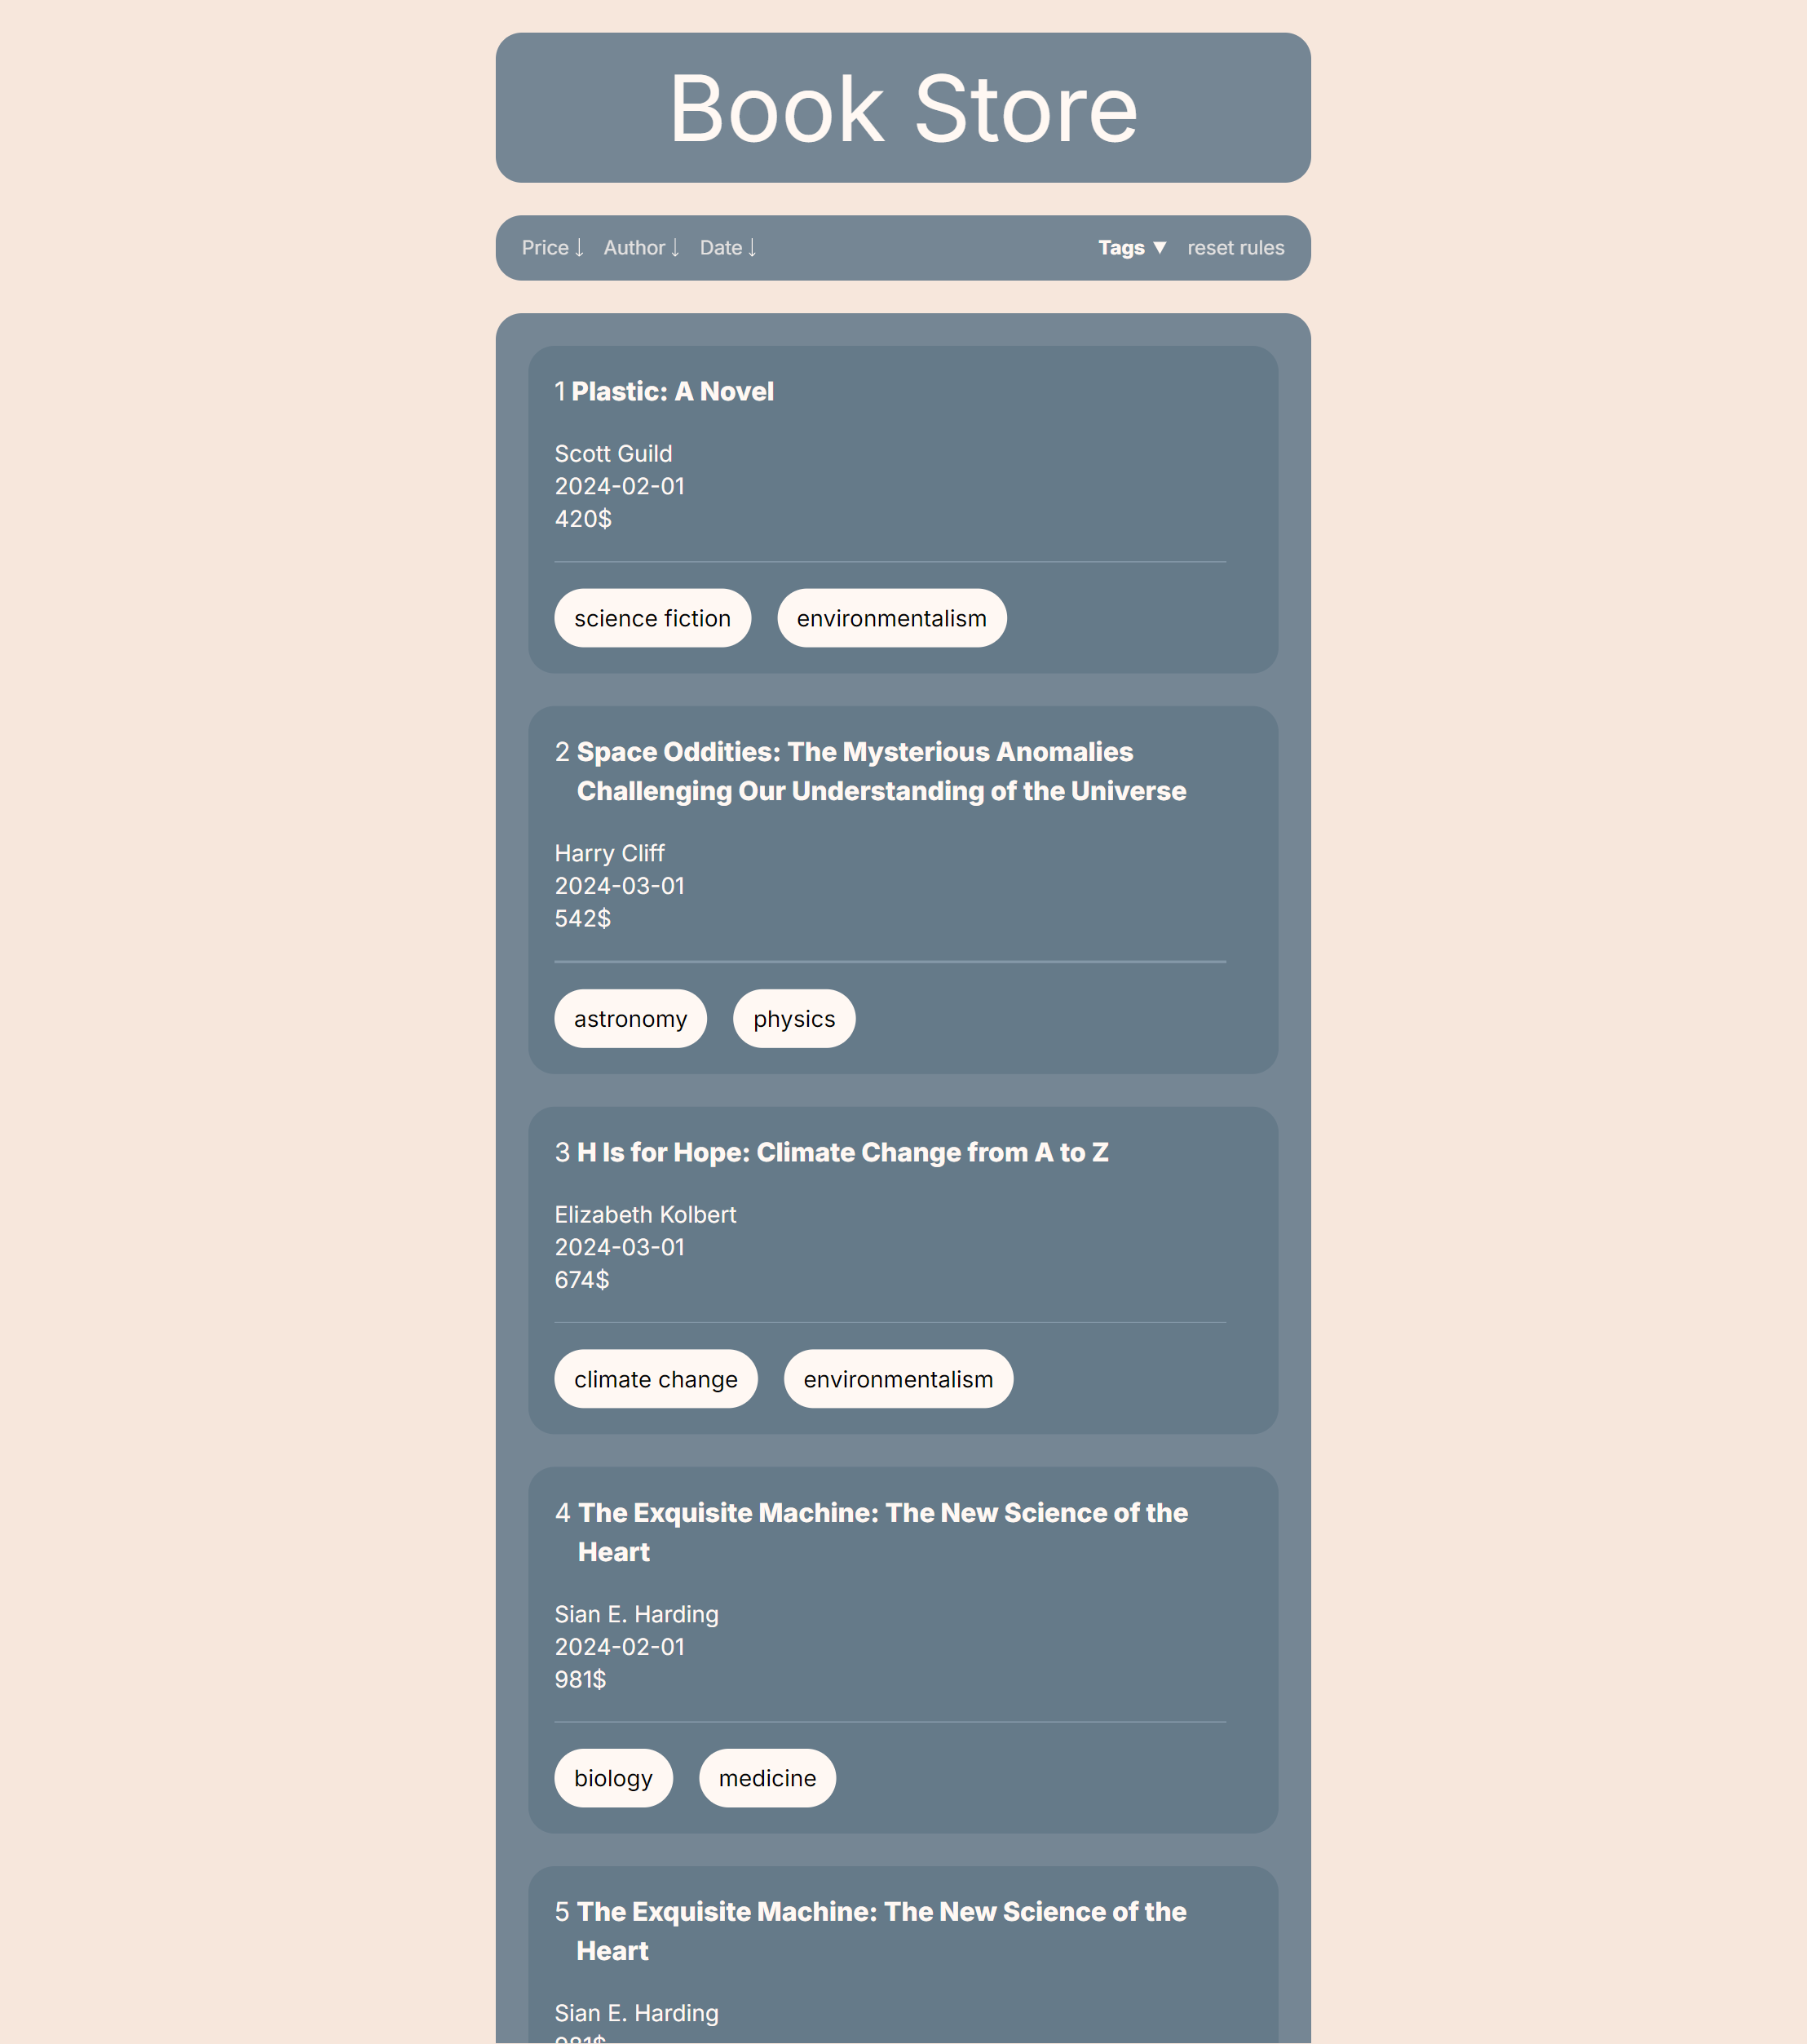 Book Store
Price ↓ Author ↓ Date ↓ Tags ▼ reset rules
1 Plastic: A Novel
Scott Guild
2024-02-01
420$
science fiction environmentalism
2 Space Oddities: The Mysterious Anomalies
Challenging Our Understanding of the Universe
Harry Cliff
2024-03-01
542$
astronomy physics
3 H Is for Hope: Climate Change from A to Z
Elizabeth Kolbert
2024-03-01
674$
climate change environmentalism
4 The Exquisite Machine: The New Science of the
Heart
Sian E. Harding
2024-02-01
981$
biology medicine
5 The Exquisite Machine: The New Science of the
Heart
Sian E. Harding
981$